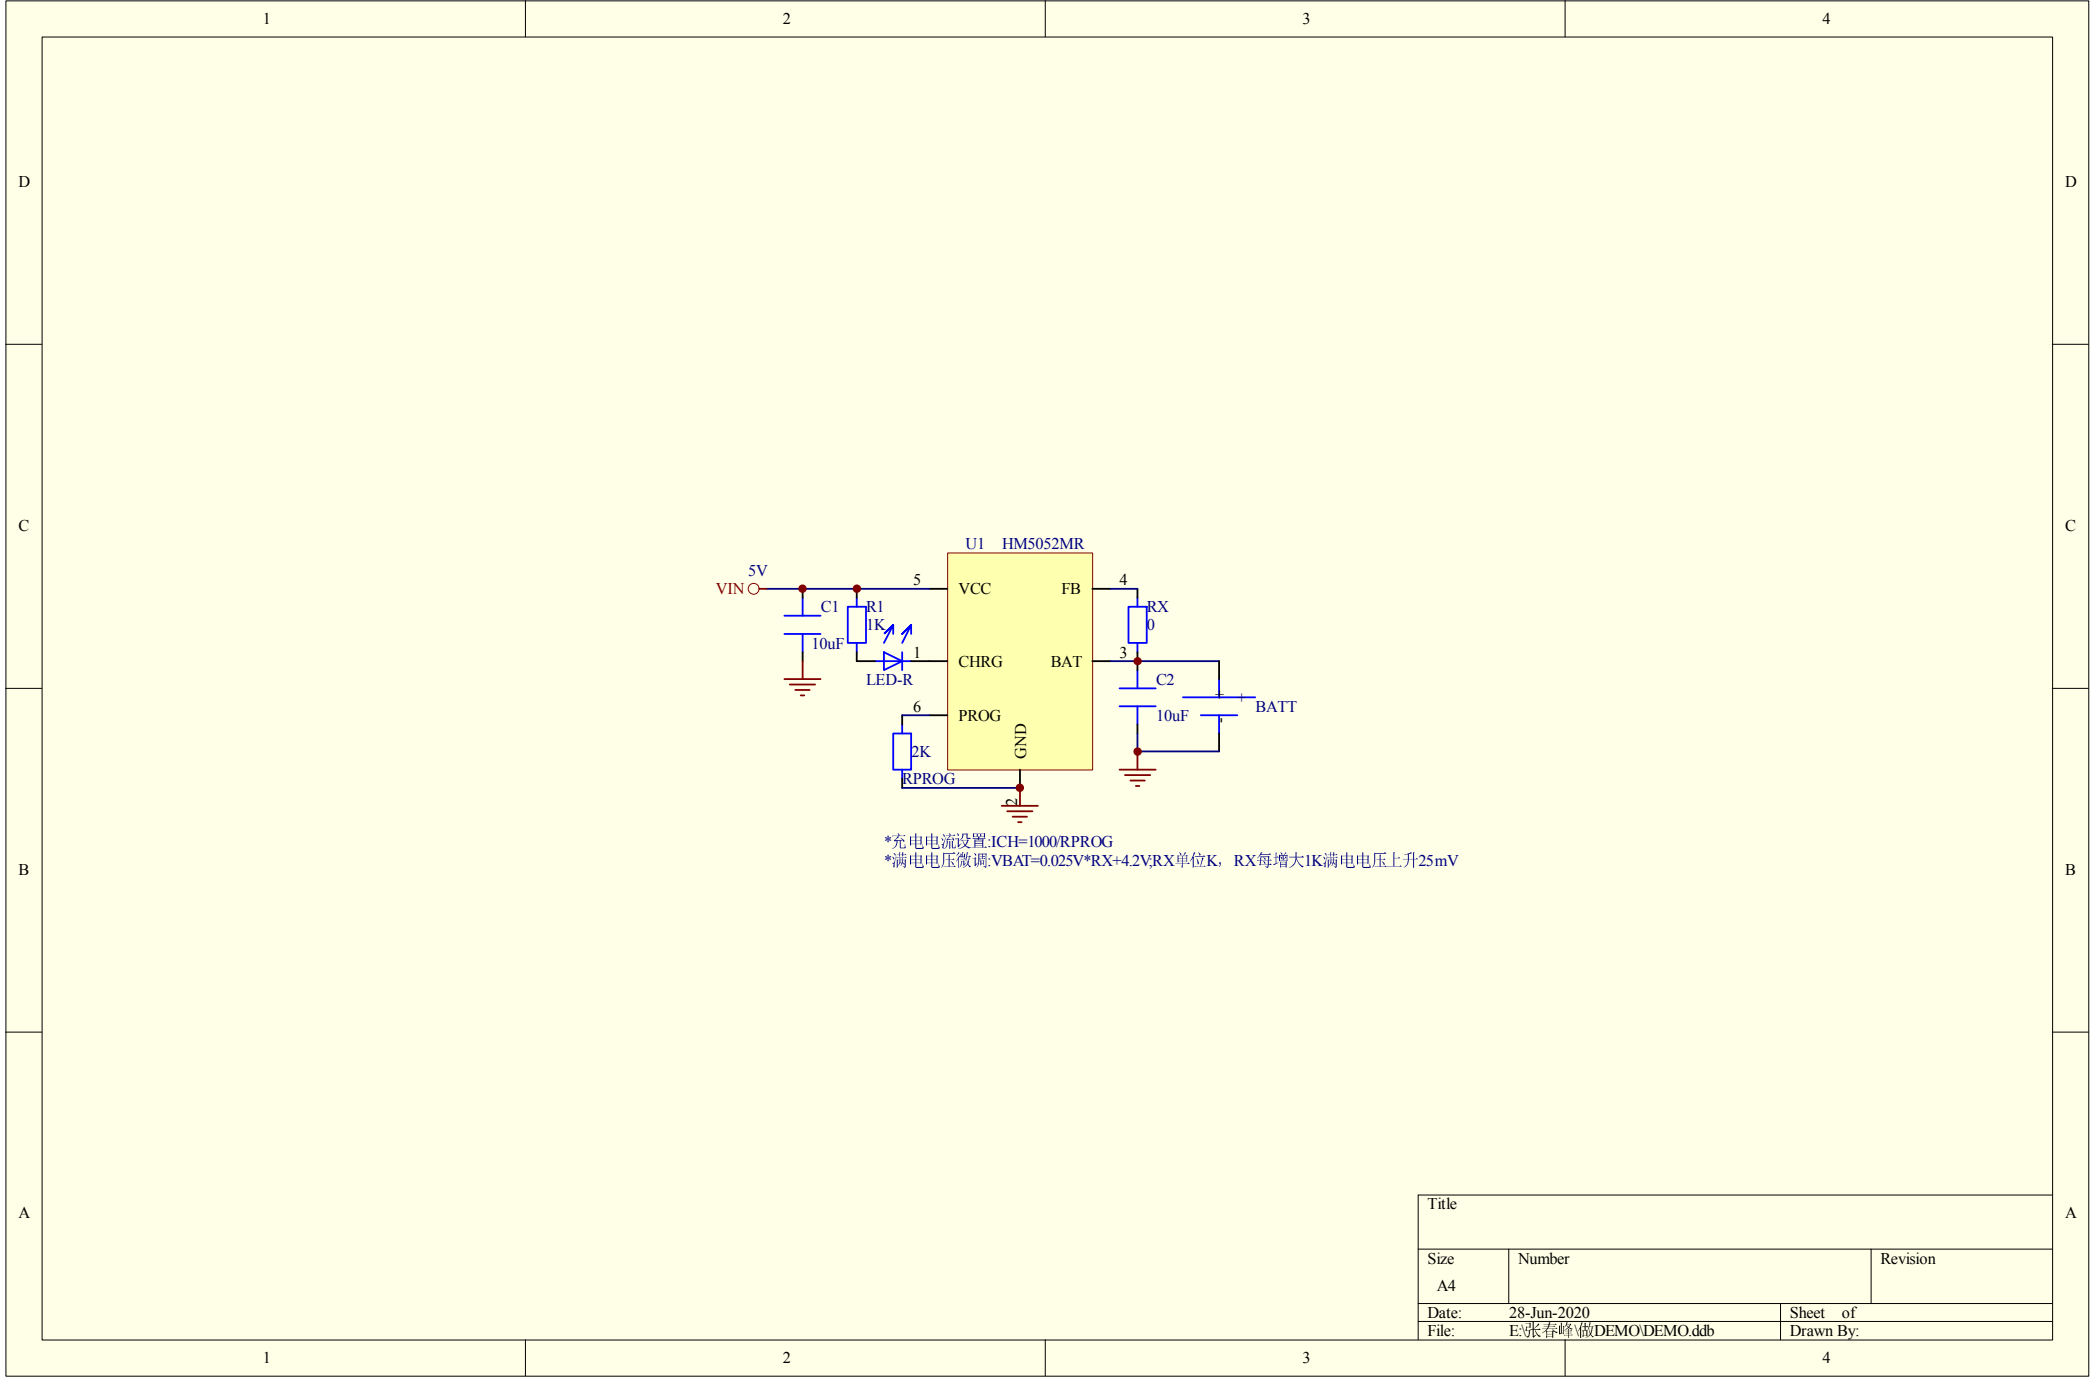 1 2 3 4
D D
C C
B B
A A
U1 HM5052MR
5V
VIN
5 VCC
FB 4
C1
10uF
R1
1K
RX
0
1 CHRG
BAT 3
LED-R
C2
10uF
+ +
BATT
-
6 PROG
GND
2K
RPROG
2
*充电电流设置:ICH=1000/RPROG
*满电电压微调:VBAT=0.025V*RX+4.2V;RX单位K，RX每增大1K满电电压上升25mV
Title
Size Number Revision
A4
Date: 28-Jun-2020 Sheet of
File: E:\张春峰\做DEMO\DEMO.ddb Drawn By:
1 2 3 4